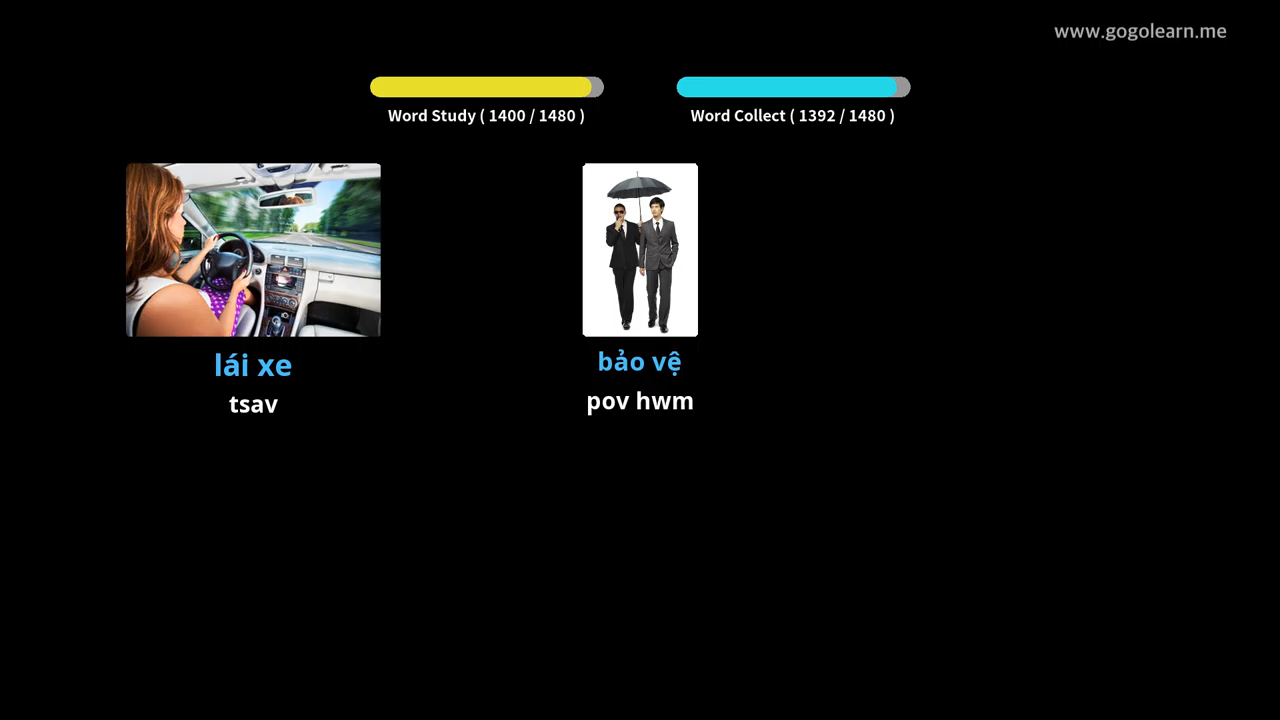 www.gogolearn.me
Word Study ( 1400 / 1480 )
Word Collect ( 1392 / 1480 )
lái xe
tsav
bảo vệ
pov hwm